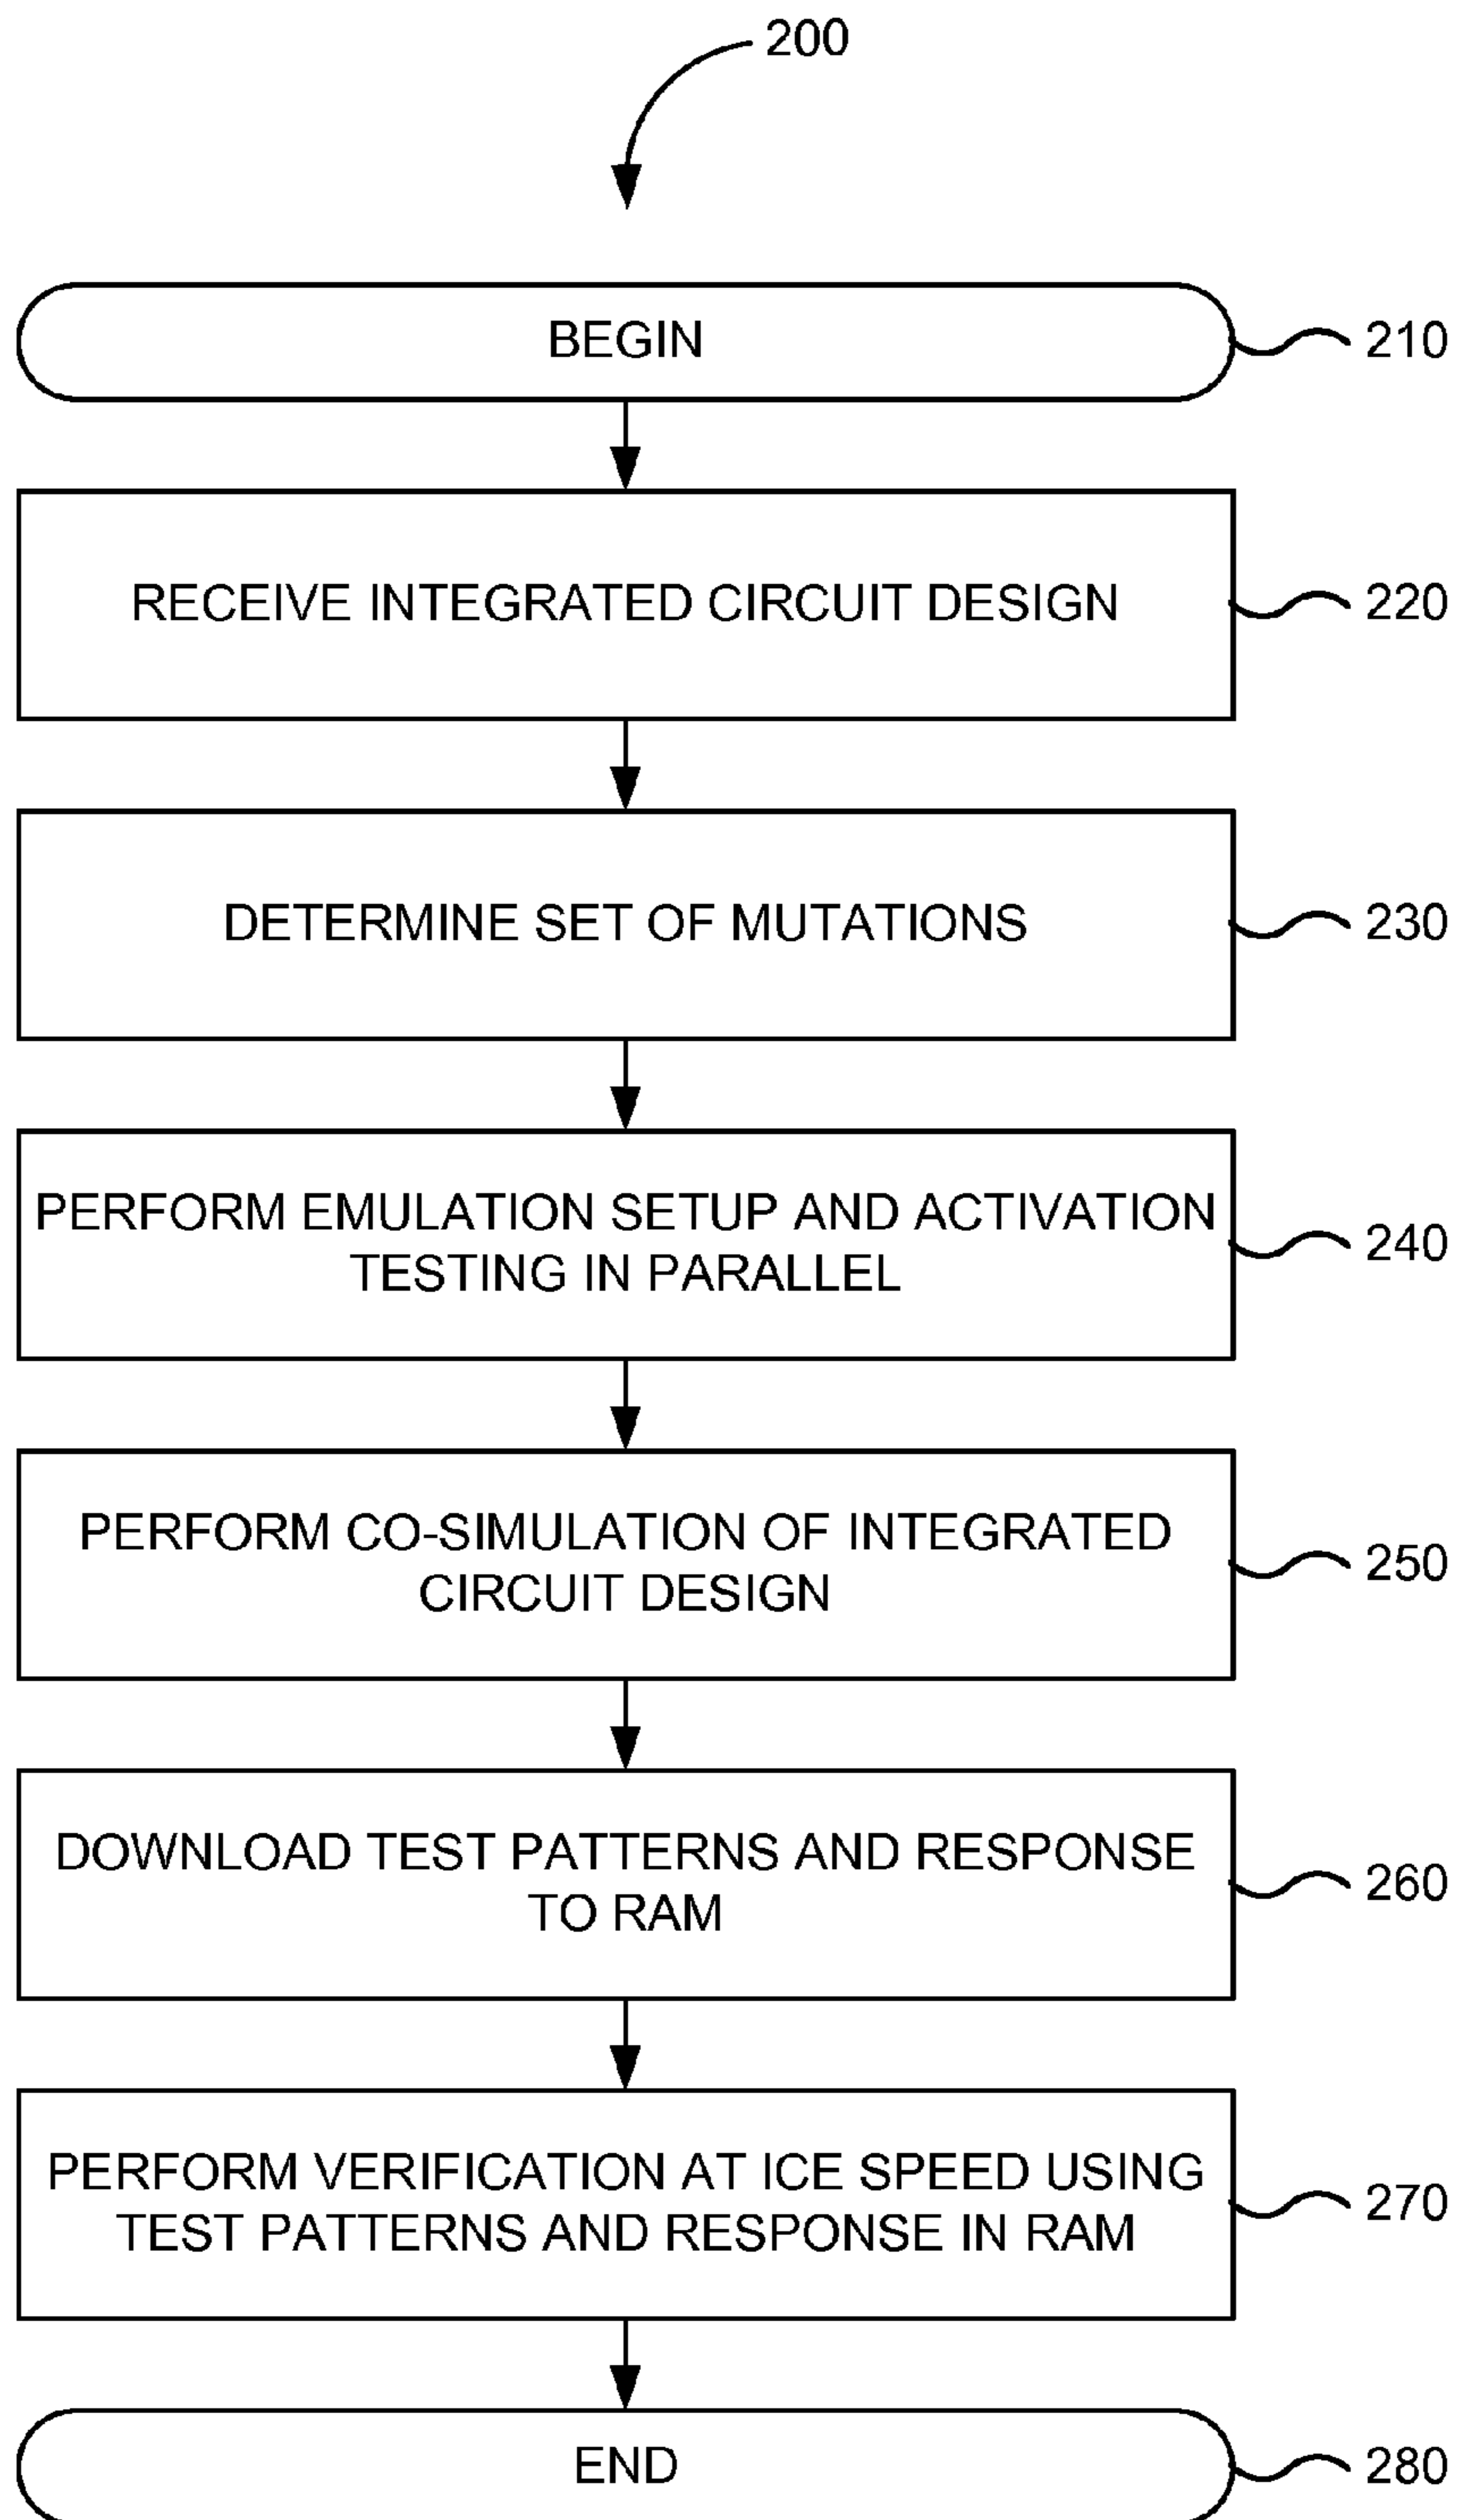 200
BEGIN
210
RECEIVE INTEGRATED CIRCUIT DESIGN
220
DETERMINE SET OF MUTATIONS
230
PERFORM EMULATION SETUP AND ACTIVATION
TESTING IN PARALLEL
240
PERFORM CO-SIMULATION OF INTEGRATED
CIRCUIT DESIGN
250
DOWNLOAD TEST PATTERNS AND RESPONSE
TO RAM
260
PERFORM VERIFICATION AT ICE SPEED USING
TEST PATTERNS AND RESPONSE IN RAM
270
END
280